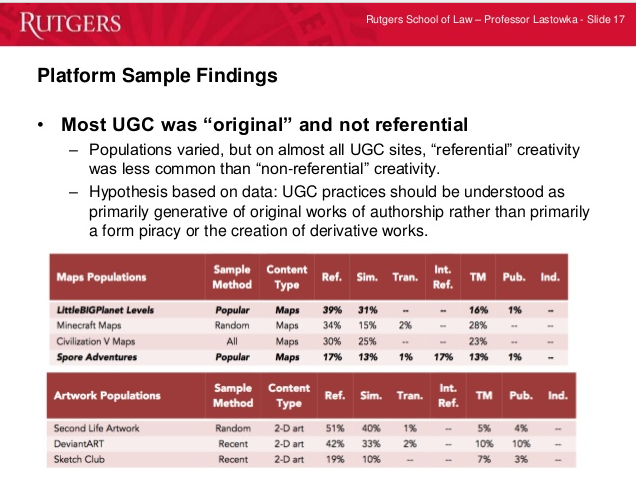 RUTGERS
Rutgers School of Law – Professor Lastowka - Slide 17
Platform Sample Findings
• Most UGC was “original” and not referential
– Populations varied, but on almost all UGC sites, “referential” creativity
was less common than “non-referential” creativity.
– Hypothesis based on data: UGC practices should be understood as
primarily generative of original works of authorship rather than primarily
a form piracy or the creation of derivative works.
Maps Populations Sample Method Content Type Ref. Sim. Tran. Int. Ref. TM Pub. Ind.
LittleBIGPlanet Levels Popular Maps 39% 31% -- -- 16% 1% --
Minecraft Maps Random Maps 34% 15% 2% -- 28% -- --
Civilization V Maps All Maps 30% 25% -- -- 23% -- --
Spore Adventures Popular Maps 17% 13% 1% 17% 13% 1% --
Artwork Populations Sample Method Content Type Ref. Sim. Tran. Int. Ref. TM Pub. Ind.
Second Life Artwork Random 2-D art 51% 40% 1% -- 5% 4% --
DeviantART Recent 2-D art 42% 33% 2% -- 10% 10% --
Sketch Club Recent 2-D art 19% 10% -- -- 7% 3% --